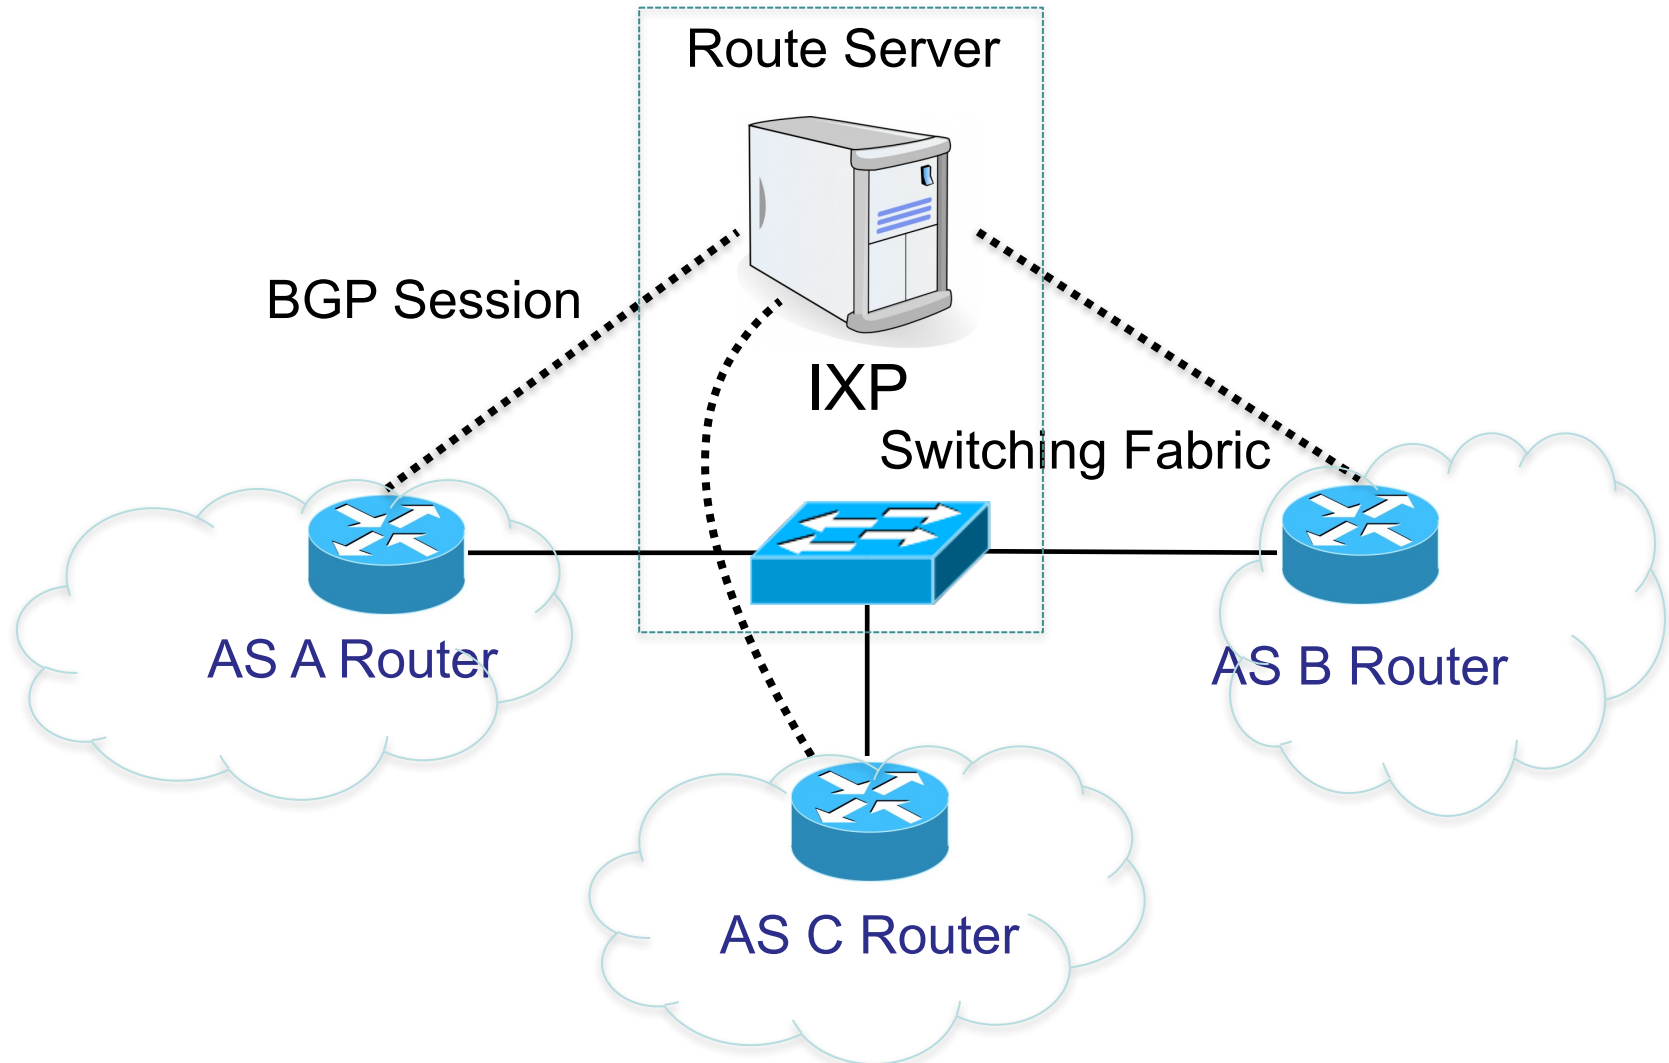 Route Server
BGP Session
IXP
Switching Fabric
AS A Router
AS B Router
AS C Router